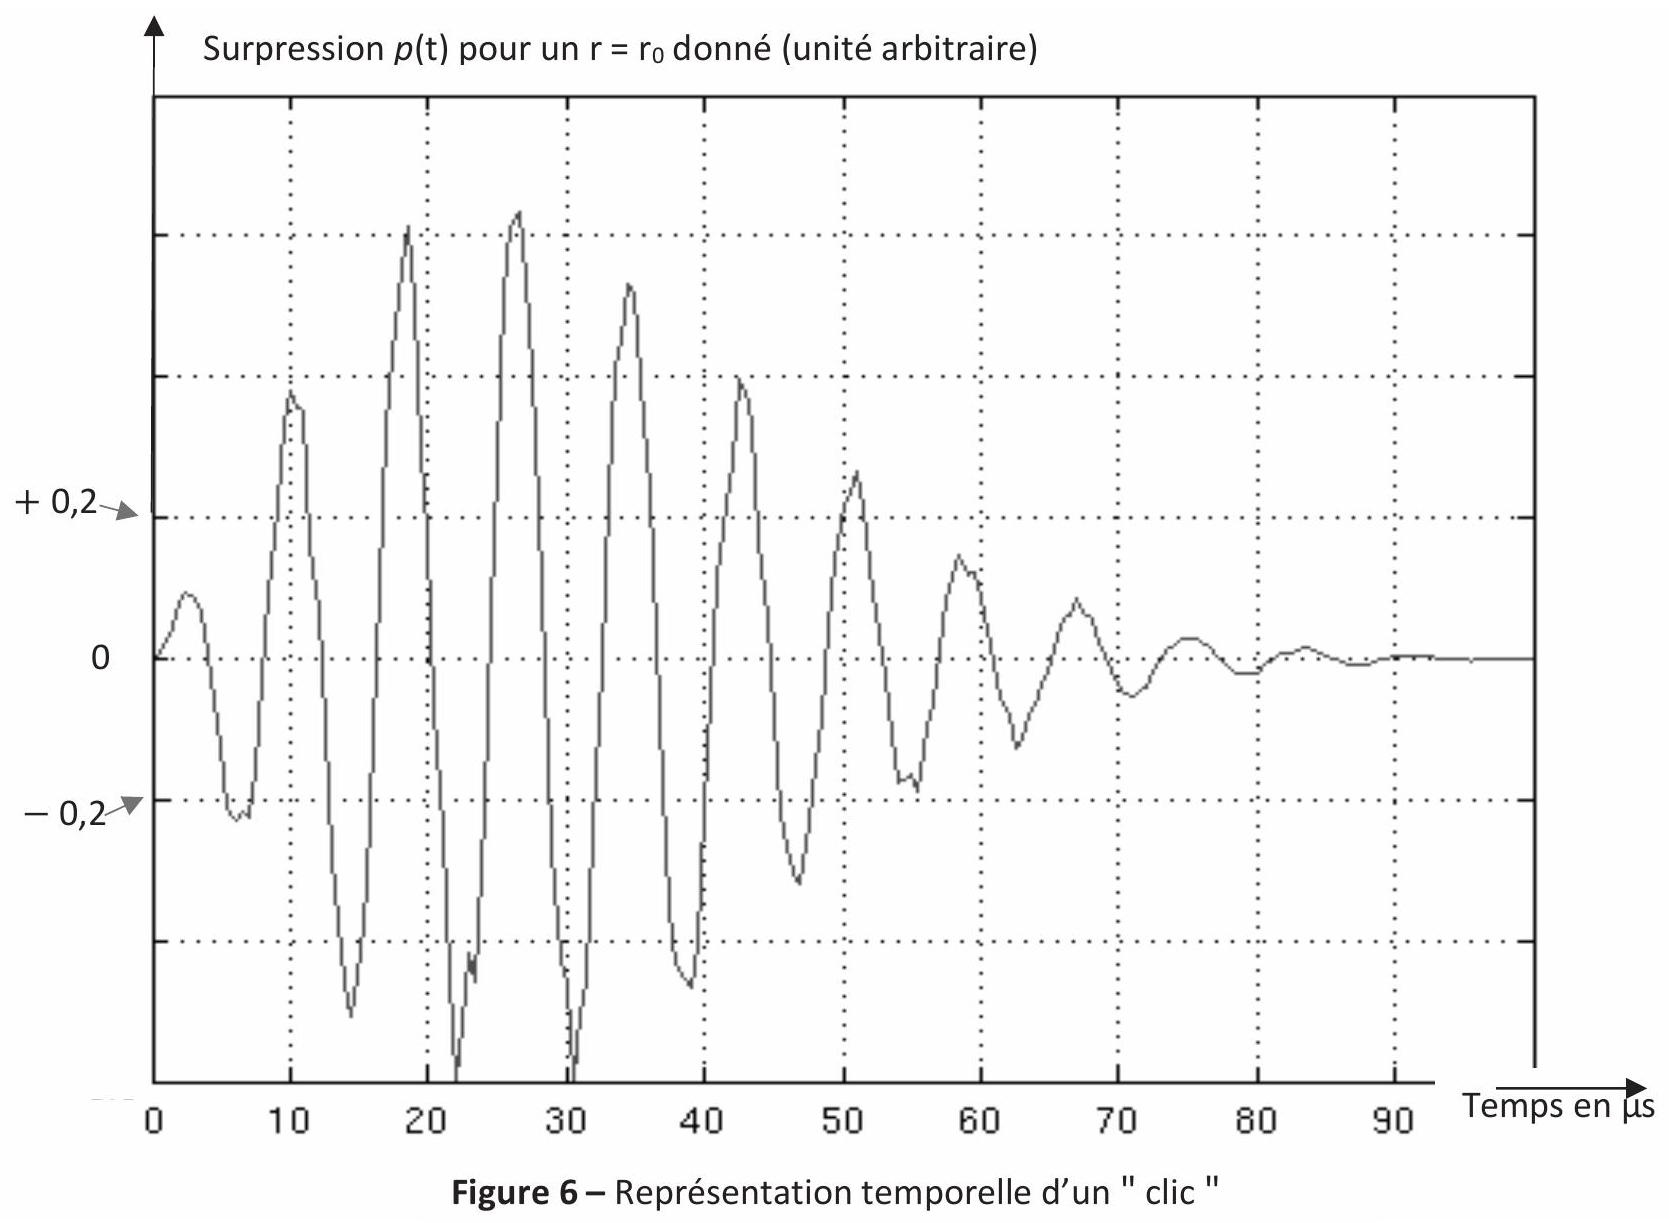 Surpression p(t) pour un r = r₀ donné (unité arbitraire)
+ 0,2
0
− 0,2
0 10 20 30 40 50 60 70 80 90
Temps en µs
Figure 6 – Représentation temporelle d’un " clic "